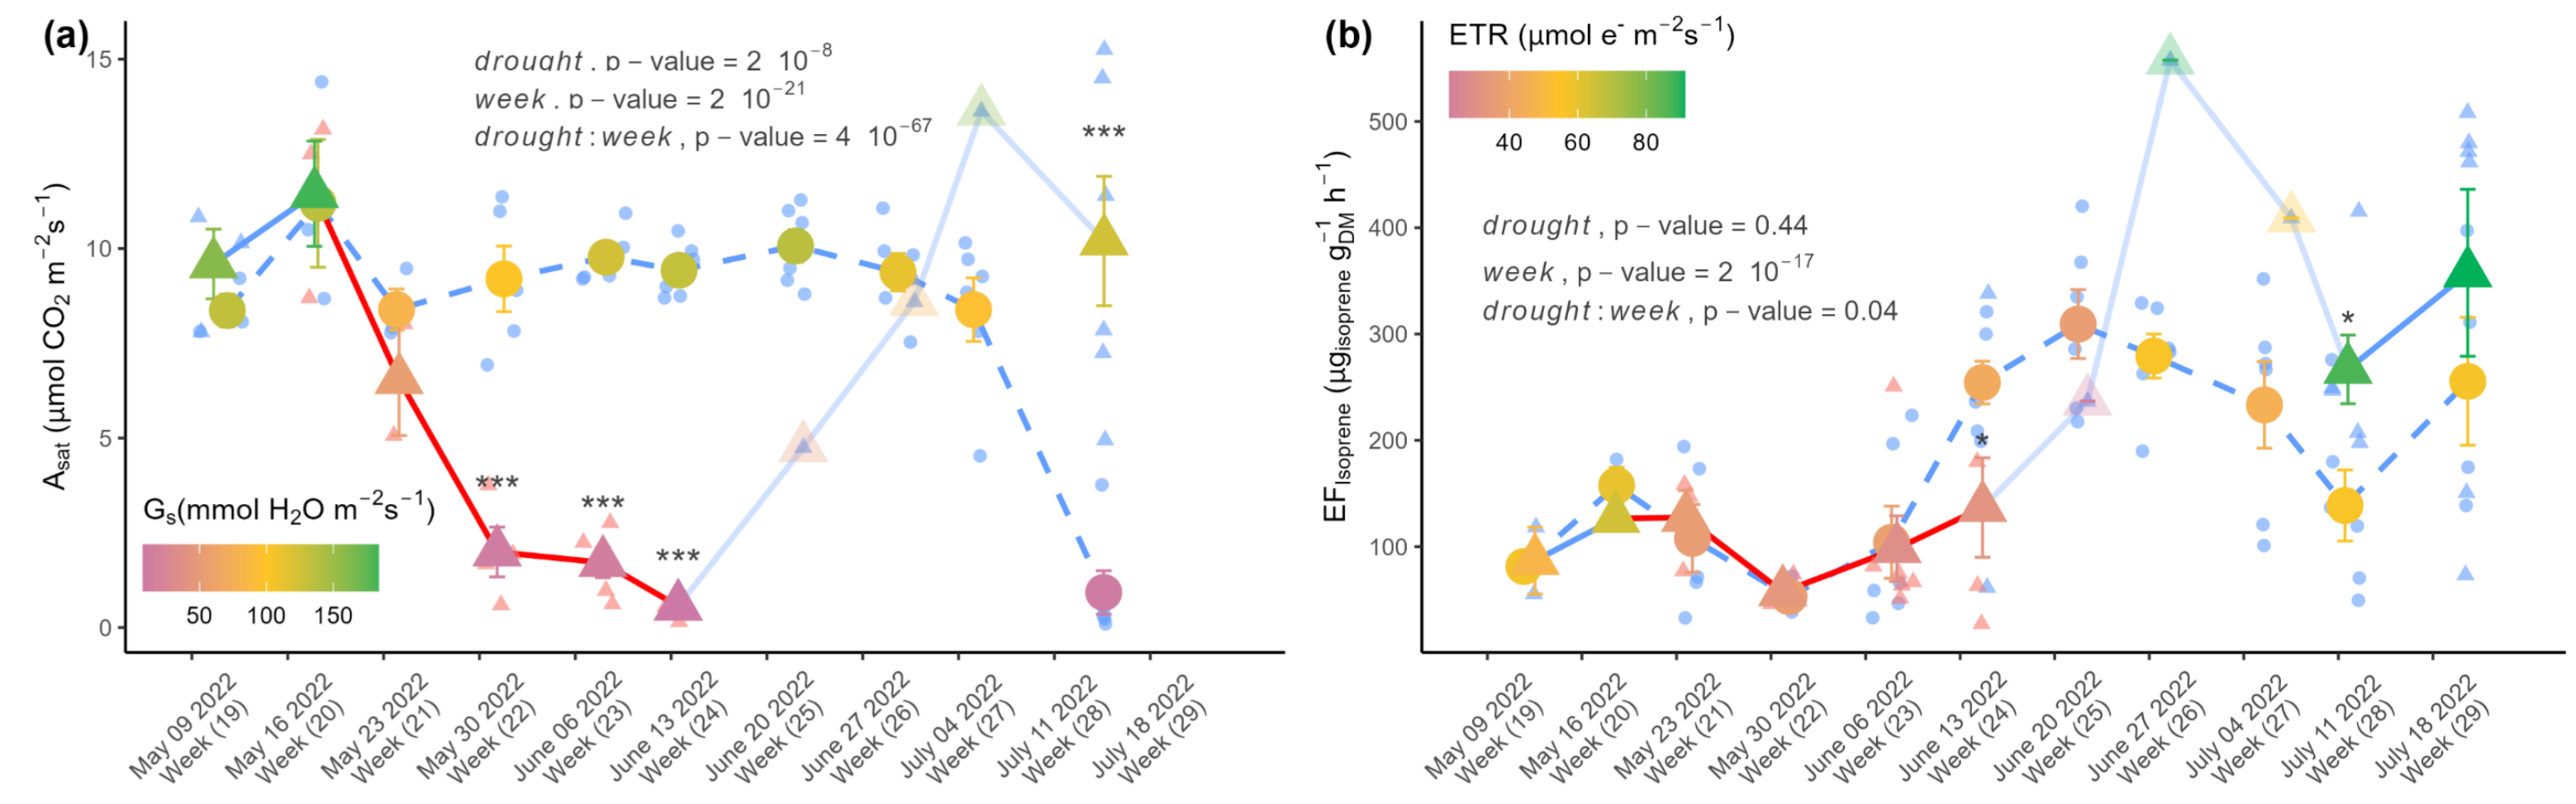 (a)
15
10
5
0
A_sat (μmol CO₂ m⁻²s⁻¹)
drought , p − value = 2 10⁻⁸
week , p − value = 2 10⁻²¹
drought : week , p − value = 4 10⁻⁶⁷
***
***
***
***
G_s(mmol H₂O m⁻²s⁻¹)
50 100 150
May 09 2022
Week (19)
May 16 2022
Week (20)
May 23 2022
Week (21)
May 30 2022
Week (22)
June 06 2022
Week (23)
June 13 2022
Week (24)
June 20 2022
Week (25)
June 27 2022
Week (26)
July 04 2022
Week (27)
July 11 2022
Week (28)
July 18 2022
Week (29)
(b)
ETR (μmol e⁻ m⁻²s⁻¹)
40 60 80
500
400
300
200
100
EF_Isoprene (μg_isoprene g_DM⁻¹ h⁻¹)
drought , p − value = 0.44
week , p − value = 2 10⁻¹⁷
drought : week , p − value = 0.04
*
*
May 09 2022
Week (19)
May 16 2022
Week (20)
May 23 2022
Week (21)
May 30 2022
Week (22)
June 06 2022
Week (23)
June 13 2022
Week (24)
June 20 2022
Week (25)
June 27 2022
Week (26)
July 04 2022
Week (27)
July 11 2022
Week (28)
July 18 2022
Week (29)